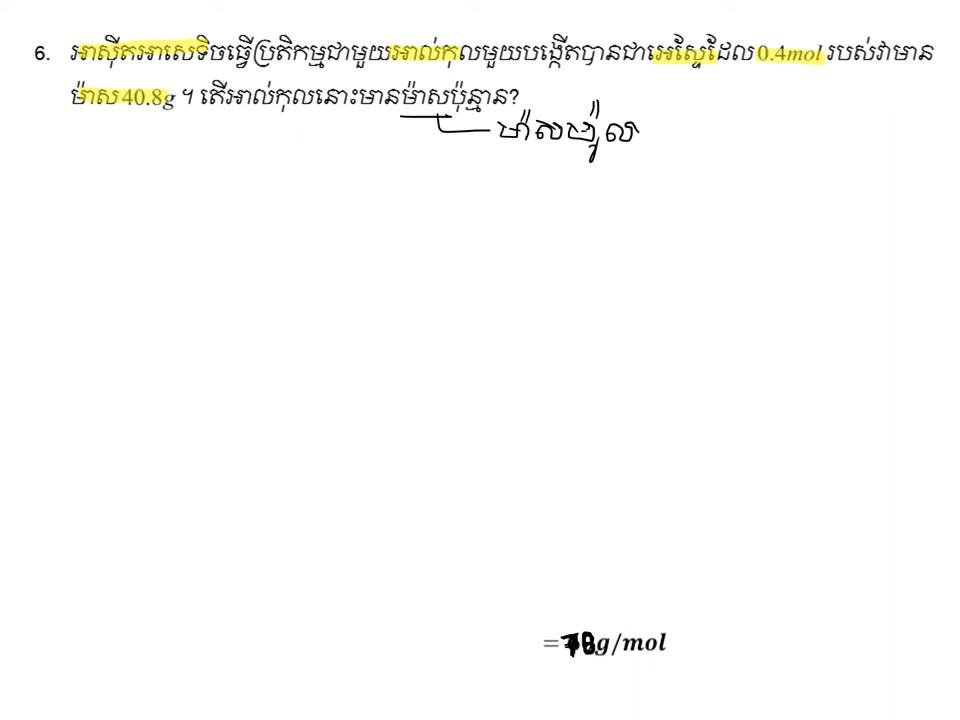 6. អាស៊ីតអាសេទិចធ្វើប្រតិកម្មជាមួយអាល់កុលមួយបង្កើតបានជាអេស្ទែដែល 0.4mol របស់វាមាន
ម៉ាស 40.8g ។ តើអាល់កុលនោះមានម៉ាសប៉ុន្មាន?
ម៉ាសម៉ូល
= g/mol